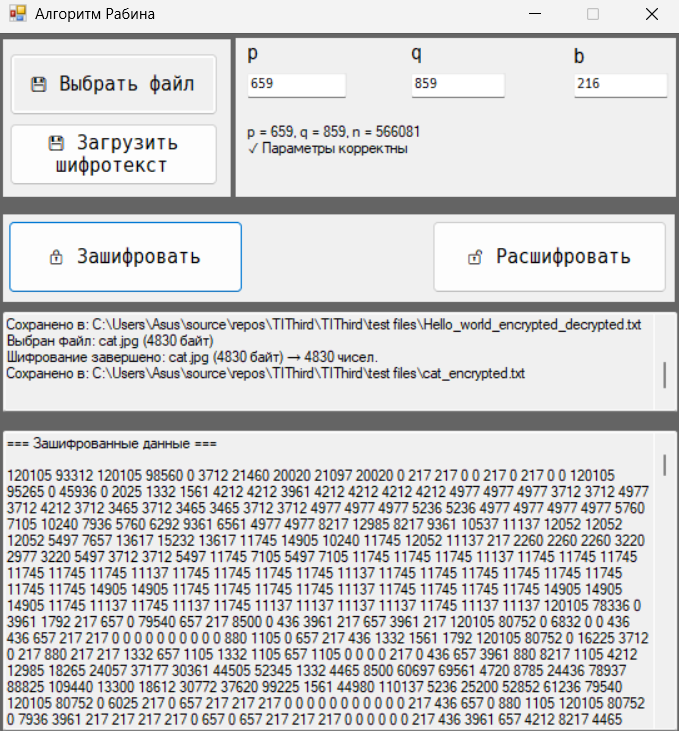 Алгоритм Рабина
Выбрать файл
Загрузить
шифротекст
p q b
659 859 216
p = 659, q = 859, n = 566081
✓ Параметры корректны
Зашифровать Расшифровать
Сохранено в: C:\Users\Asus\source\repos\TIThird\TIThird\test files\Hello_world_encrypted_decrypted.txt
Выбран файл: cat.jpg (4830 байт)
Шифрование завершено: cat.jpg (4830 байт) → 4830 чисел.
Сохранено в: C:\Users\Asus\source\repos\TIThird\TIThird\test files\cat_encrypted.txt
=== Зашифрованные данные ===
120105 93312 120105 98560 0 3712 21460 20020 21097 20020 0 217 217 0 0 217 0 217 0 0 120105
95265 0 45936 0 2025 1332 1561 4212 4212 3961 4212 4212 4212 4212 4977 4977 4977 3712 3712 4977
3712 4212 3712 3465 3712 3465 3465 3712 3712 4977 4977 4977 5236 5236 4977 4977 4977 4977 5760
7105 10240 7936 5760 6292 9361 6561 4977 4977 8217 12985 8217 9361 10537 11137 12052 12052
12052 5497 7657 13617 15232 13617 11745 14905 10240 11745 12052 11137 217 2260 2260 2260 3220
2977 3220 5497 3712 3712 5497 11745 7105 5497 7105 11745 11745 11745 11137 11745 11745 11745
11745 11745 11745 11137 11745 11745 11745 11745 11137 11745 11745 11745 11745 11745 11745
11745 11745 14905 14905 11745 11745 11745 11745 11137 11745 11745 11745 11745 14905 14905
14905 11745 11137 11745 11137 11745 11137 11137 11137 11137 11745 11137 11137 120105 78336 0
3961 1792 217 657 0 79540 657 217 8500 0 436 3961 217 657 3961 217 120105 80752 0 6832 0 0 436
436 657 217 217 0 0 0 0 0 0 0 0 0 0 880 1105 0 657 217 436 1332 1561 1792 120105 80752 0 16225 3712
0 217 880 217 217 1332 657 1105 1332 1105 657 1105 0 0 0 0 217 0 436 657 3961 880 8217 1105 4212
12985 18265 24057 37177 30361 44505 52345 1332 4465 8500 60697 69561 4720 8785 24436 78937
88825 109440 13300 18612 30772 37620 99225 1561 44980 110137 5236 25200 52852 61236 79540
120105 80752 0 6025 217 0 657 217 217 217 0 0 0 0 0 0 0 0 0 0 0 217 436 657 0 880 1105 120105 80752
0 7936 3961 217 217 217 217 0 657 0 657 217 217 217 0 0 0 0 0 0 217 436 3961 657 4212 8217 4465